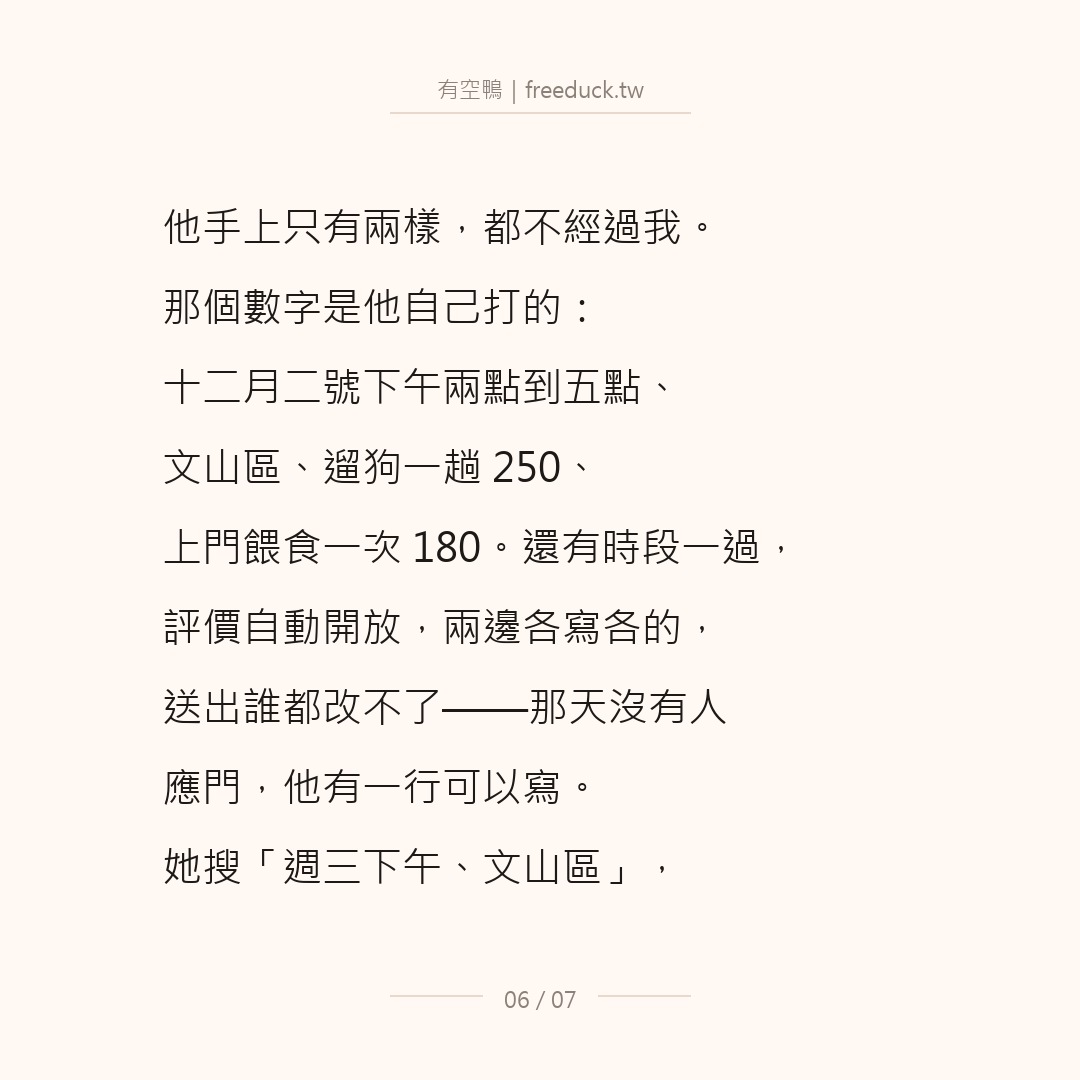 有空鴨 | freeduck.tw
他手上只有兩樣，都不經過我。
那個數字是他自己打的：
十二月二號下午兩點到五點、
文山區、遛狗一趟 250、
上門餵食一次 180。還有時段一過，
評價自動開放，兩邊各寫各的，
送出誰都改不了——那天沒有人
應門，他有一行可以寫。
她搜「週三下午、文山區」，
06 / 07